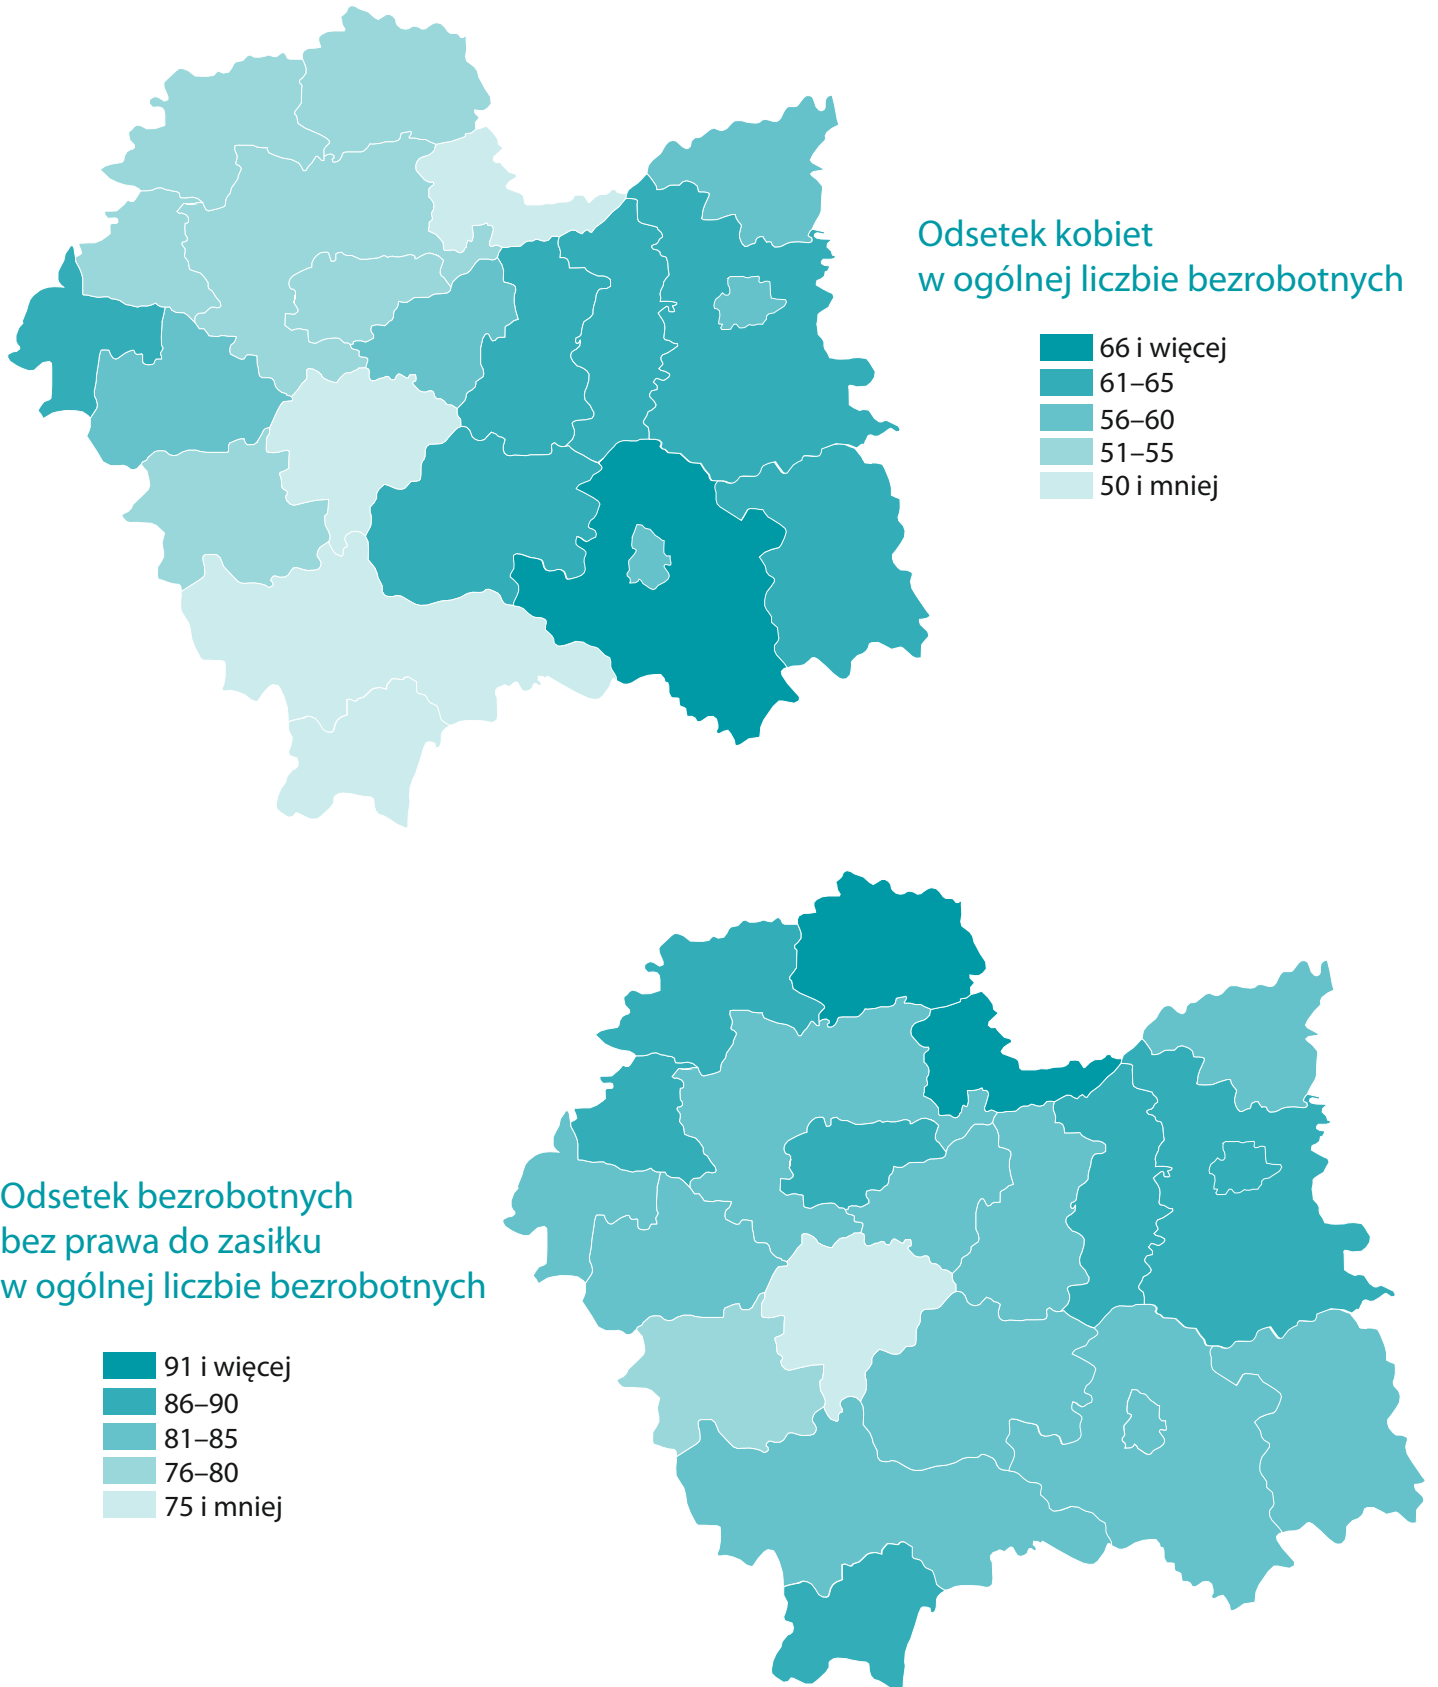 Odsetek kobiet
w ogólnej liczbie bezrobotnych
66 i więcej
61–65
56–60
51–55
50 i mniej
Odsetek bezrobotnych
bez prawa do zasiłku
w ogólnej liczbie bezrobotnych
91 i więcej
86–90
81–85
76–80
75 i mniej